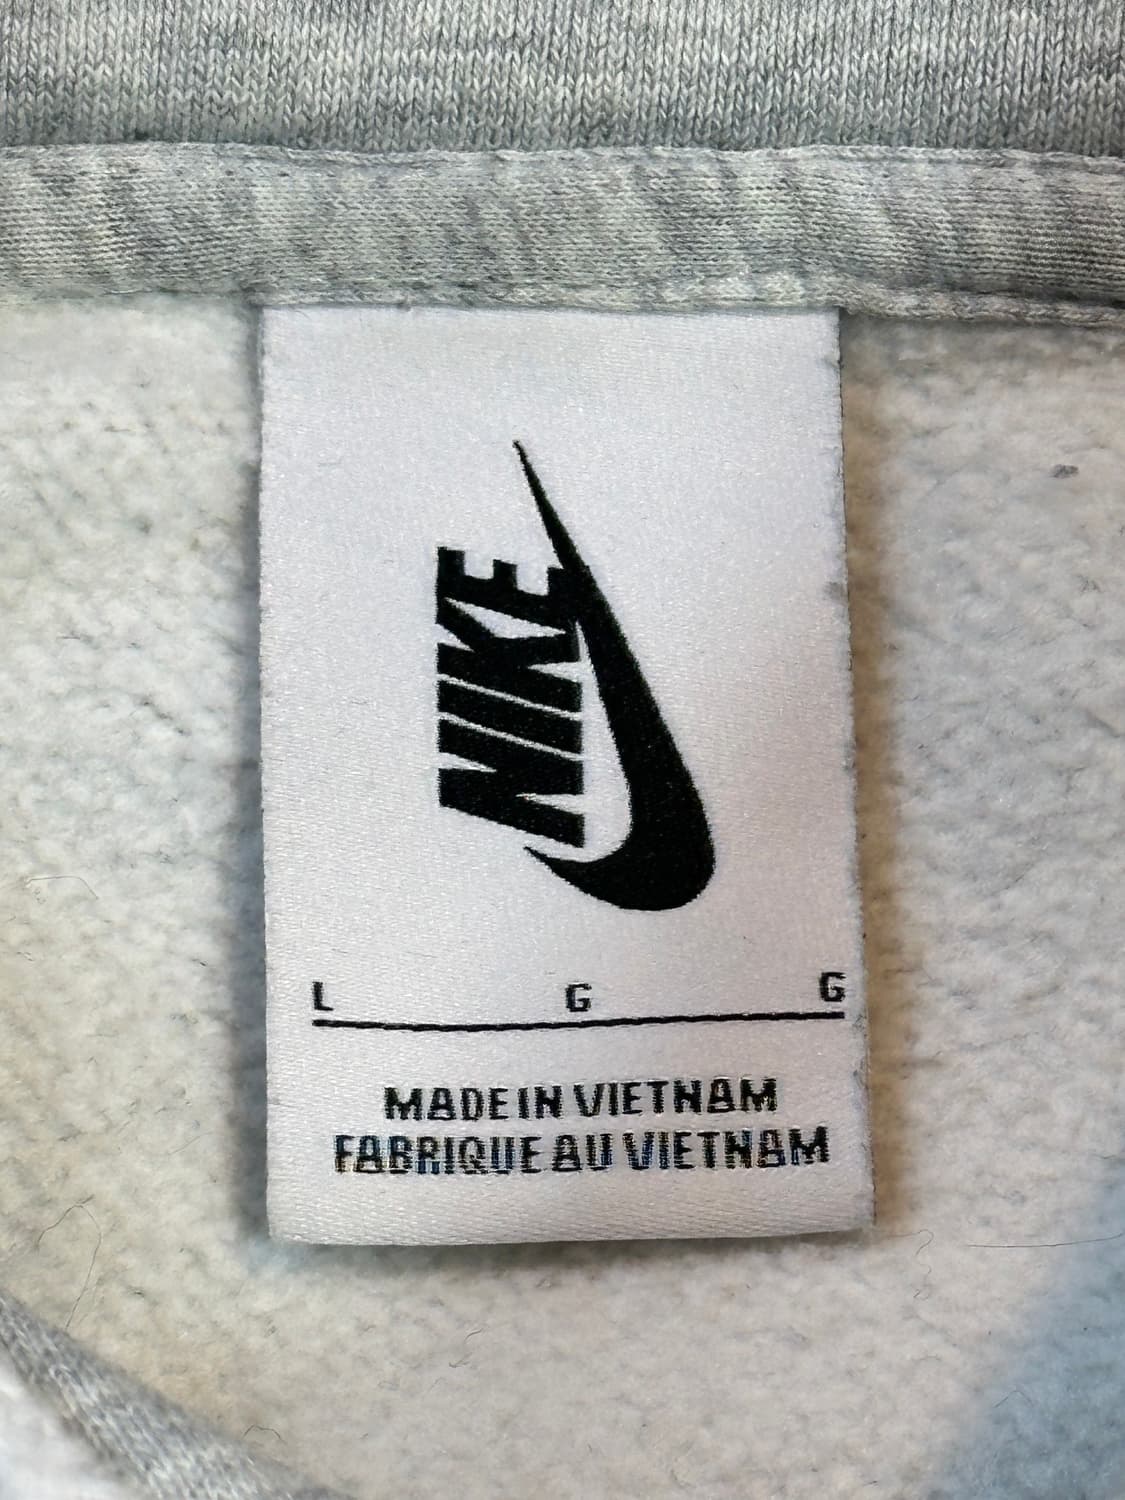 NIKE
L G G
MADE IN VIETNAM
FABRIQUE AU VIETNAM